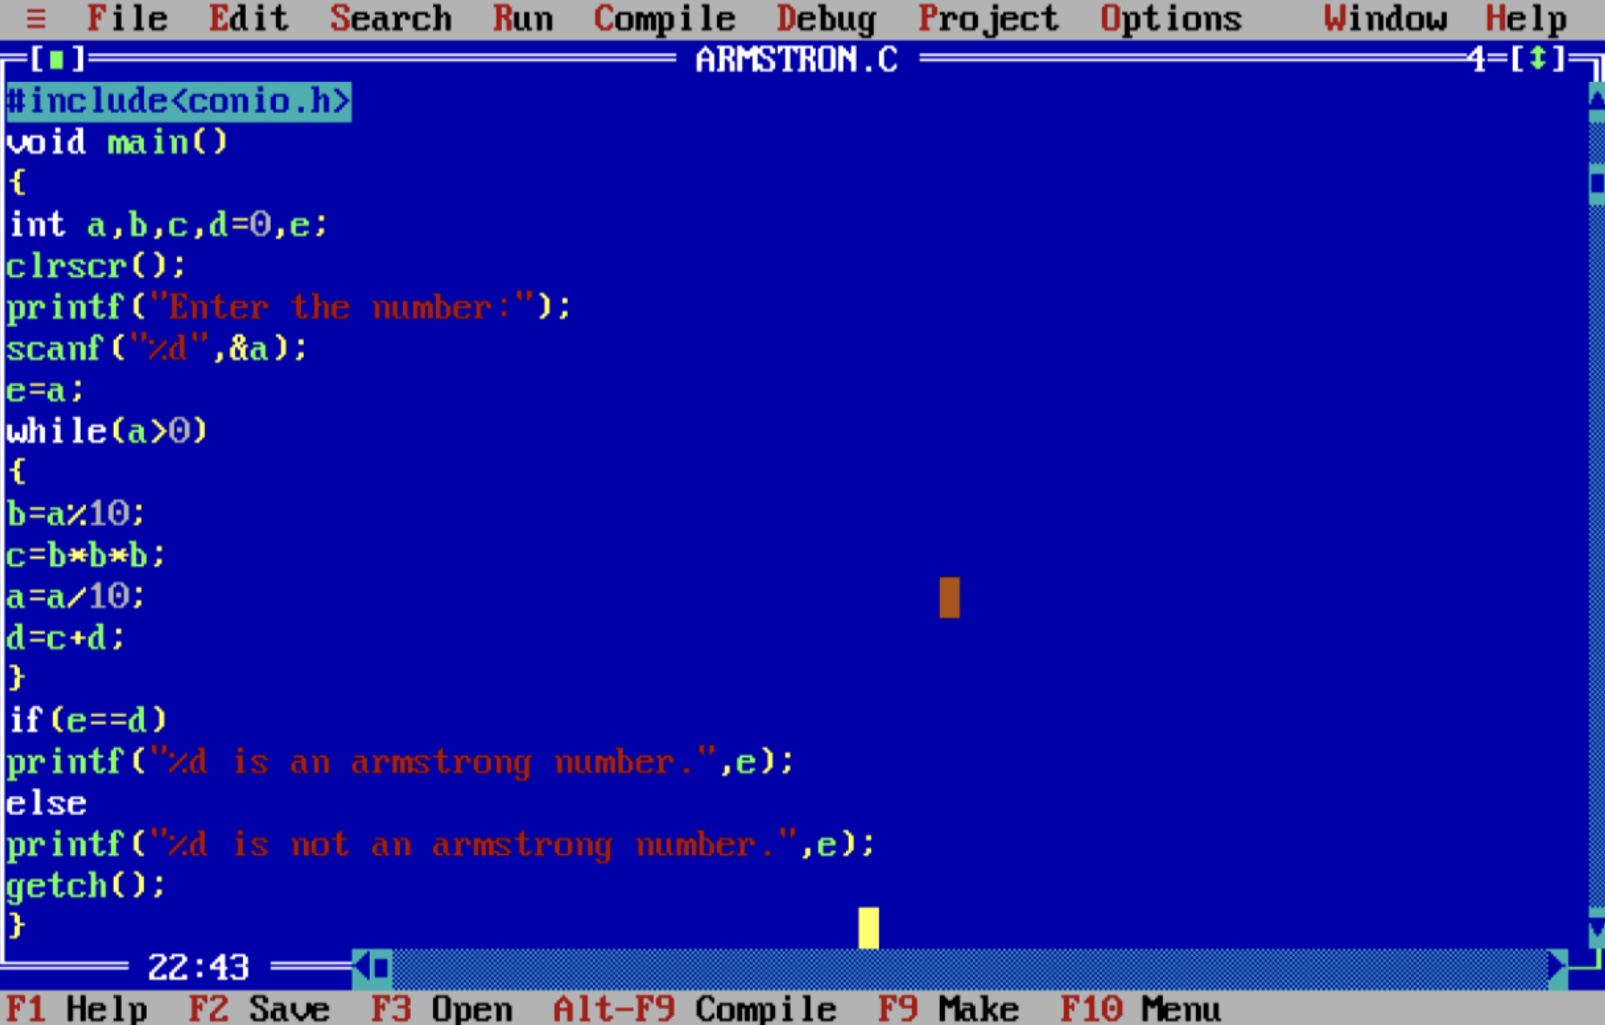 ≡ File Edit Search Run Compile Debug Project Options Window Help
[■] ARMSTRON.C 4=[↕]
#include<conio.h>
void main()
{
int a,b,c,d=0,e;
clrscr();
printf("Enter the number:");
scanf("%d",&a);
e=a;
while(a>0)
{
b=a%10;
c=b*b*b;
a=a/10;
d=c+d;
}
if(e==d)
printf("%d is an armstrong number.",e);
else
printf("%d is not an armstrong number.",e);
getch();
}
22:43
F1 Help F2 Save F3 Open Alt-F9 Compile F9 Make F10 Menu